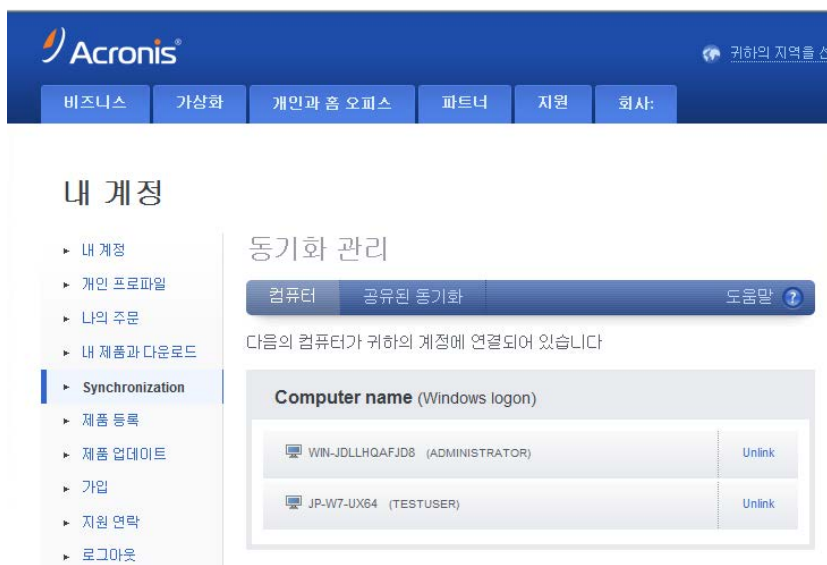 Acronis®
귀하의 지역을
비즈니스 가상화 개인과 홈 오피스 파트너 지원 회사:
내 계정
내 계정
개인 프로파일
나의 주문
내 제품과 다운로드
Synchronization
제품 등록
제품 업데이트
가입
지원 연락
로그아웃
동기화 관리
컴퓨터 공유된 동기화 도움말 ?
다음의 컴퓨터가 귀하의 계정에 연결되어 있습니다
Computer name (Windows logon)
WIN-JDLLHQAFJD8 (ADMINISTRATOR) Unlink
JP-W7-UX64 (TESTUSER) Unlink